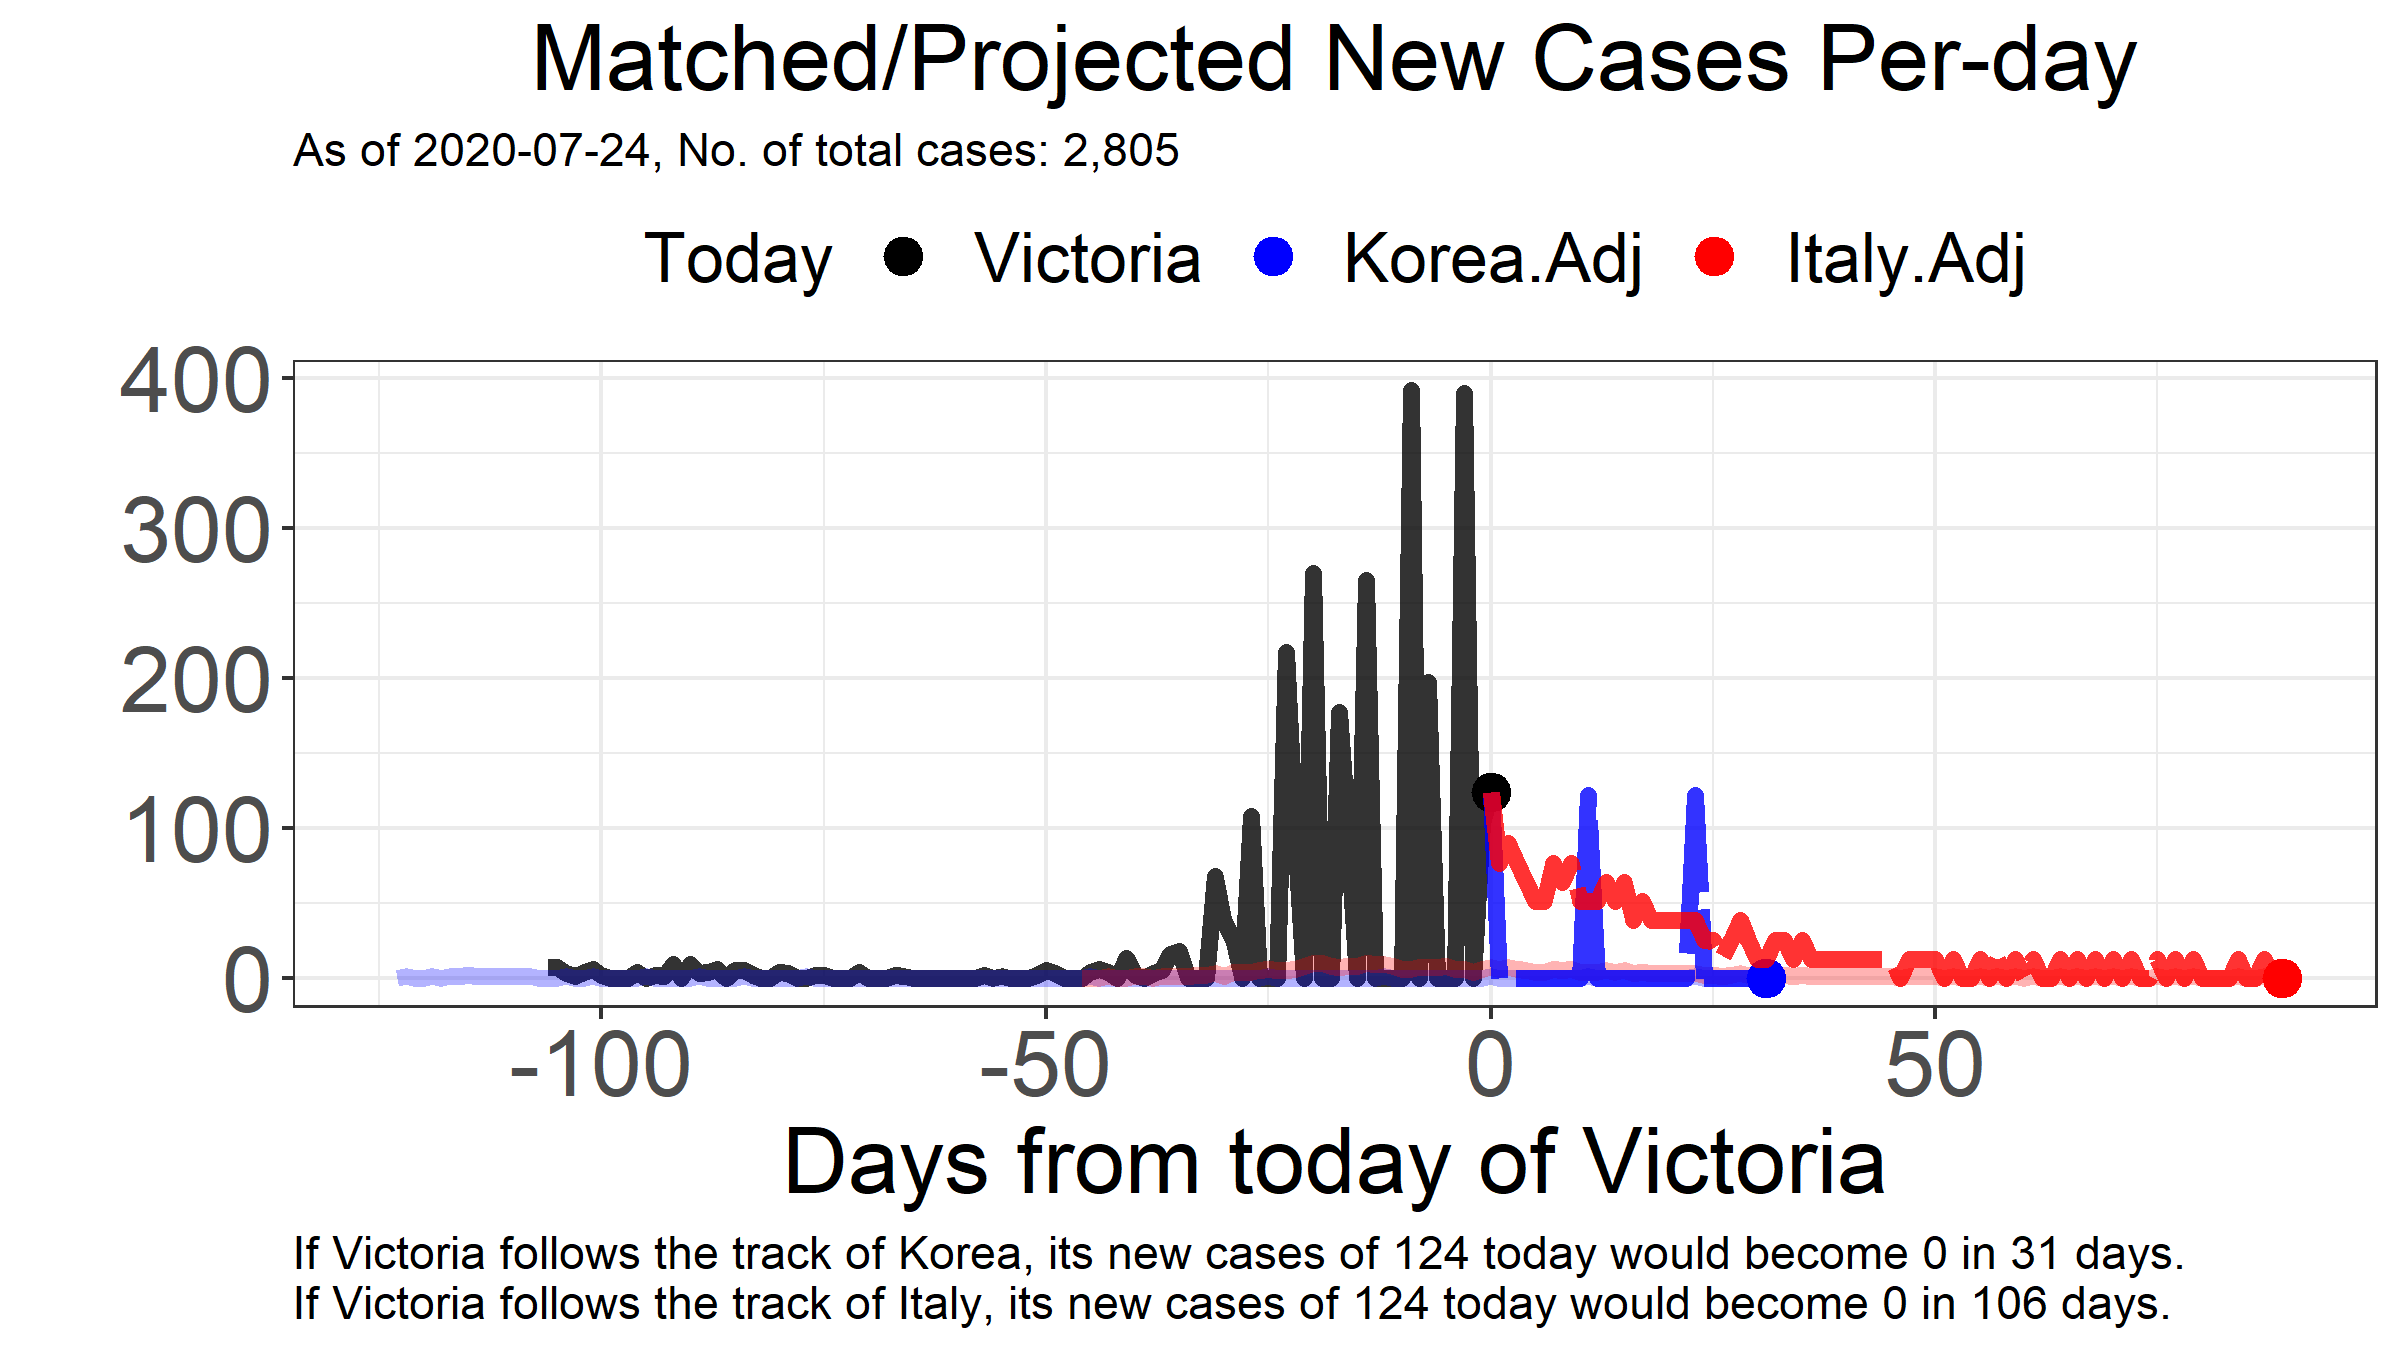 Matched/Projected New Cases Per-day
As of 2020-07-24, No. of total cases: 2,805
Today Victoria Korea.Adj Italy.Adj
400
300
200
100
0
-100 -50 0 50
Days from today of Victoria
If Victoria follows the track of Korea, its new cases of 124 today would become 0 in 31 days.
If Victoria follows the track of Italy, its new cases of 124 today would become 0 in 106 days.